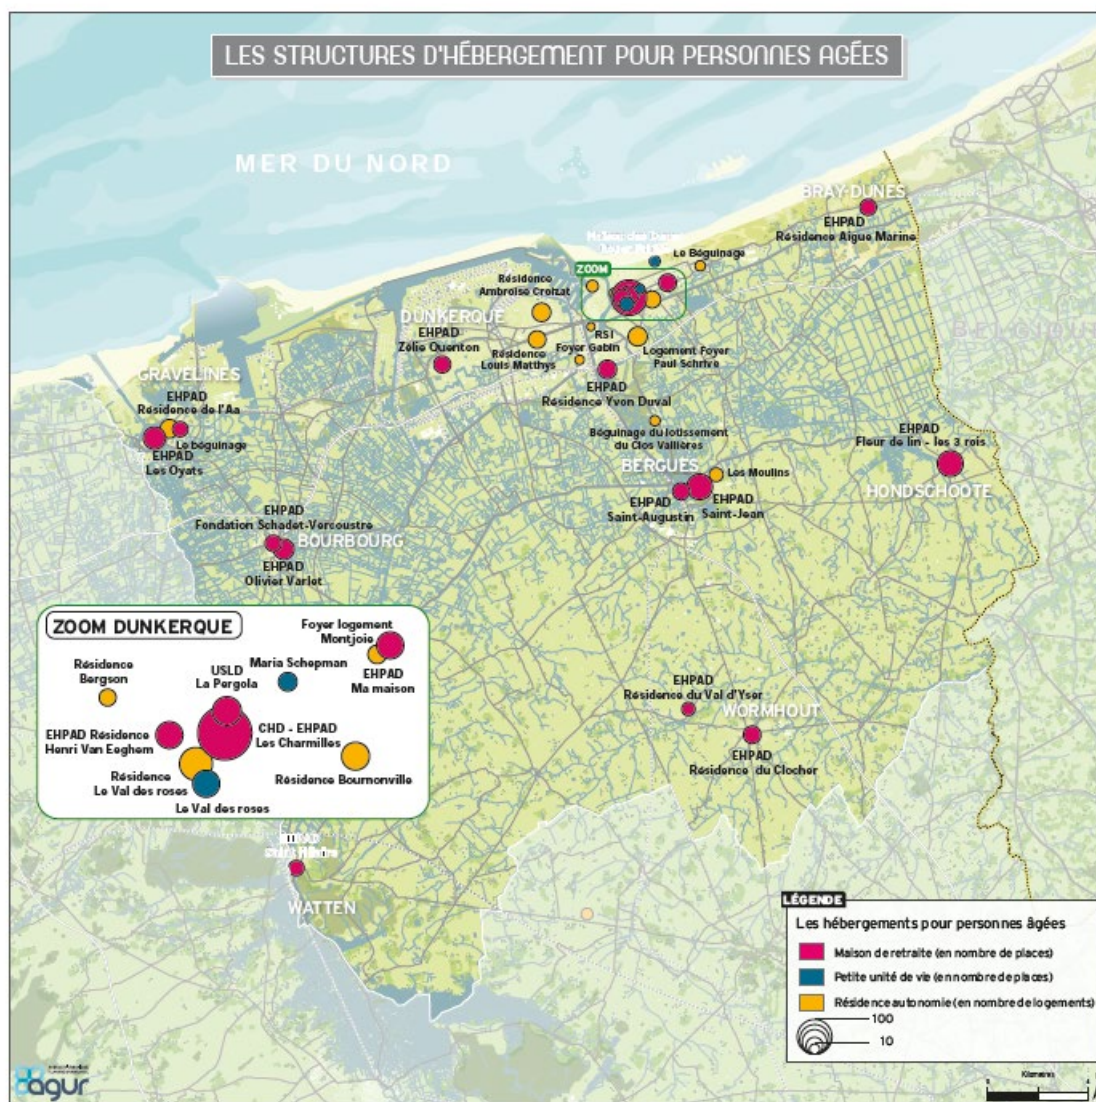 LES STRUCTURES D'HÉBERGEMENT POUR PERSONNES AGÉES
MER DU NORD
BRAY-DUNES
EHPAD
Résidence Aigue Marine
Le Béguinage
ZOOM
Résidence
Ambroise Croizat
DUNKERQUE
EHPAD
Zélie Quenton
Résidence
Louis Matthys
RSI
Foyer Gabin
Logement Foyer
Paul Schrive
EHPAD
Résidence Yvon Duval
GRAVELINES
EHPAD
Résidence de l'Aa
Le béguinage
EHPAD
Les Oyats
Béguinage du lotissement
du Clos Vallières
EHPAD
Fleur de lin - les 3 rois
HONDSCHOOTE
BERGUES
Les Moulins
EHPAD
Saint-Augustin
EHPAD
Saint-Jean
EHPAD
Fondation Schadet-Vercoustre
BOURBOURG
EHPAD
Olivier Varlet
ZOOM DUNKERQUE
Foyer logement
Montjoie
Résidence
Bergson
USLD
La Pergola
Maria Schepman
EHPAD
Ma maison
EHPAD Résidence
Henri Van Eeghem
CHD - EHPAD
Les Charmilles
Résidence
Le Val des roses
Résidence Bournonville
Le Val des roses
EHPAD
Résidence du Val d'Yser
WORMHOUT
EHPAD
Résidence du Clocher
WATTEN
LÉGENDE
Les hébergements pour personnes âgées
Maison de retraite (en nombre de places)
Petite unité de vie (en nombre de places)
Résidence autonomie (en nombre de logements)
100
10
Kilomètres
0
agur